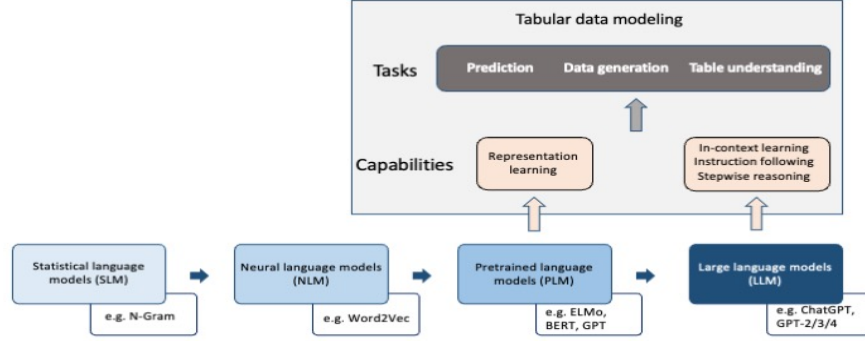 Tabular data modeling
Tasks
Prediction Data generation Table understanding
Capabilities
Representation
learning
In-context learning
Instruction following
Stepwise reasoning
Statistical language
models (SLM)
e.g. N-Gram
Neural language models
(NLM)
e.g. Word2Vec
Pretrained language
models (PLM)
e.g. ELMo,
BERT, GPT
Large language models
(LLM)
e.g. ChatGPT,
GPT-2/3/4